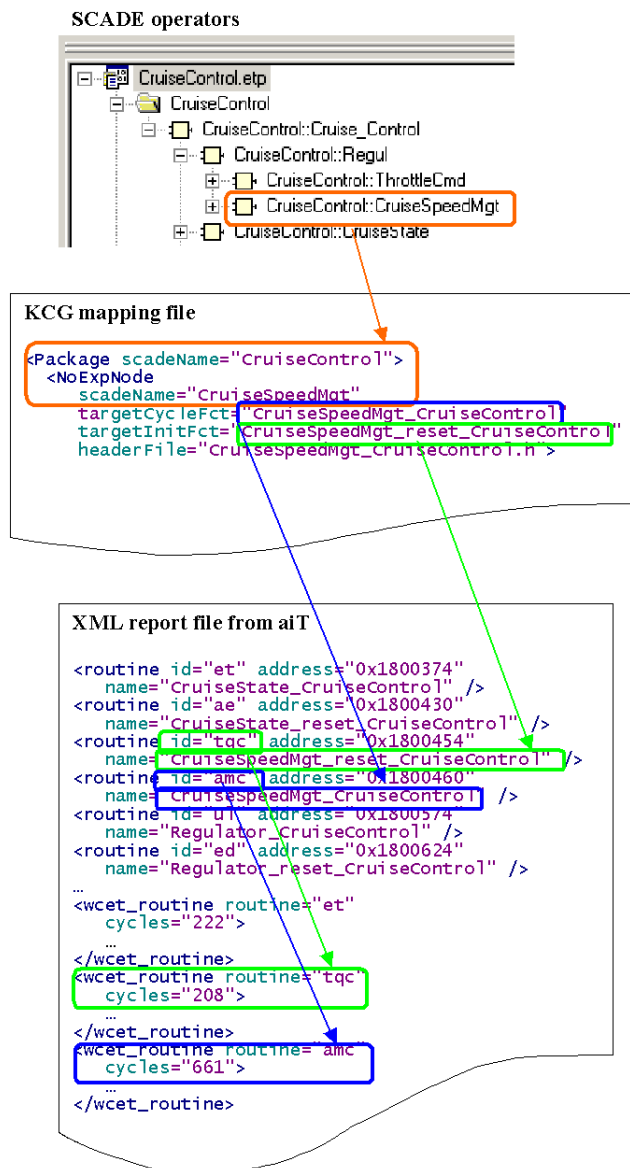 SCADE operators
CruiseControl.etp
CruiseControl
CruiseControl::Cruise_Control
CruiseControl::Regul
CruiseControl::ThrottleCmd
CruiseControl::CruiseSpeedMgt
CruiseControl::CruiseState
KCG mapping file
<Package scadeName="CruiseControl">
<NoExpNode
scadeName="CruiseSpeedMgt"
targetCycleFct="CruiseSpeedMgt_CruiseControl"
targetInitFct="CruiseSpeedMgt_reset_CruiseControl"
headerFile="CruiseSpeedMgt_CruiseControl.h">
XML report file from aiT
<routine id="et" address="0x1800374"
name="CruiseState_CruiseControl" />
<routine id="ae" address="0x1800430"
name="CruiseState_reset_CruiseControl" />
<routine id="tqc" address="0x1800454"
name="CruiseSpeedMgt_reset_CruiseControl" />
<routine id="amc" address="0x1800460"
name="CruiseSpeedMgt_CruiseControl" />
<routine id="ul" address="0x1800574"
name="Regulator_CruiseControl" />
<routine id="ed" address="0x1800624"
name="Regulator_reset_CruiseControl" />
…
<wcet_routine routine="et"
cycles="222">
…
</wcet_routine>
<wcet_routine routine="tqc"
cycles="208">
…
</wcet_routine>
<wcet_routine routine="amc"
cycles="661">
…
</wcet_routine>